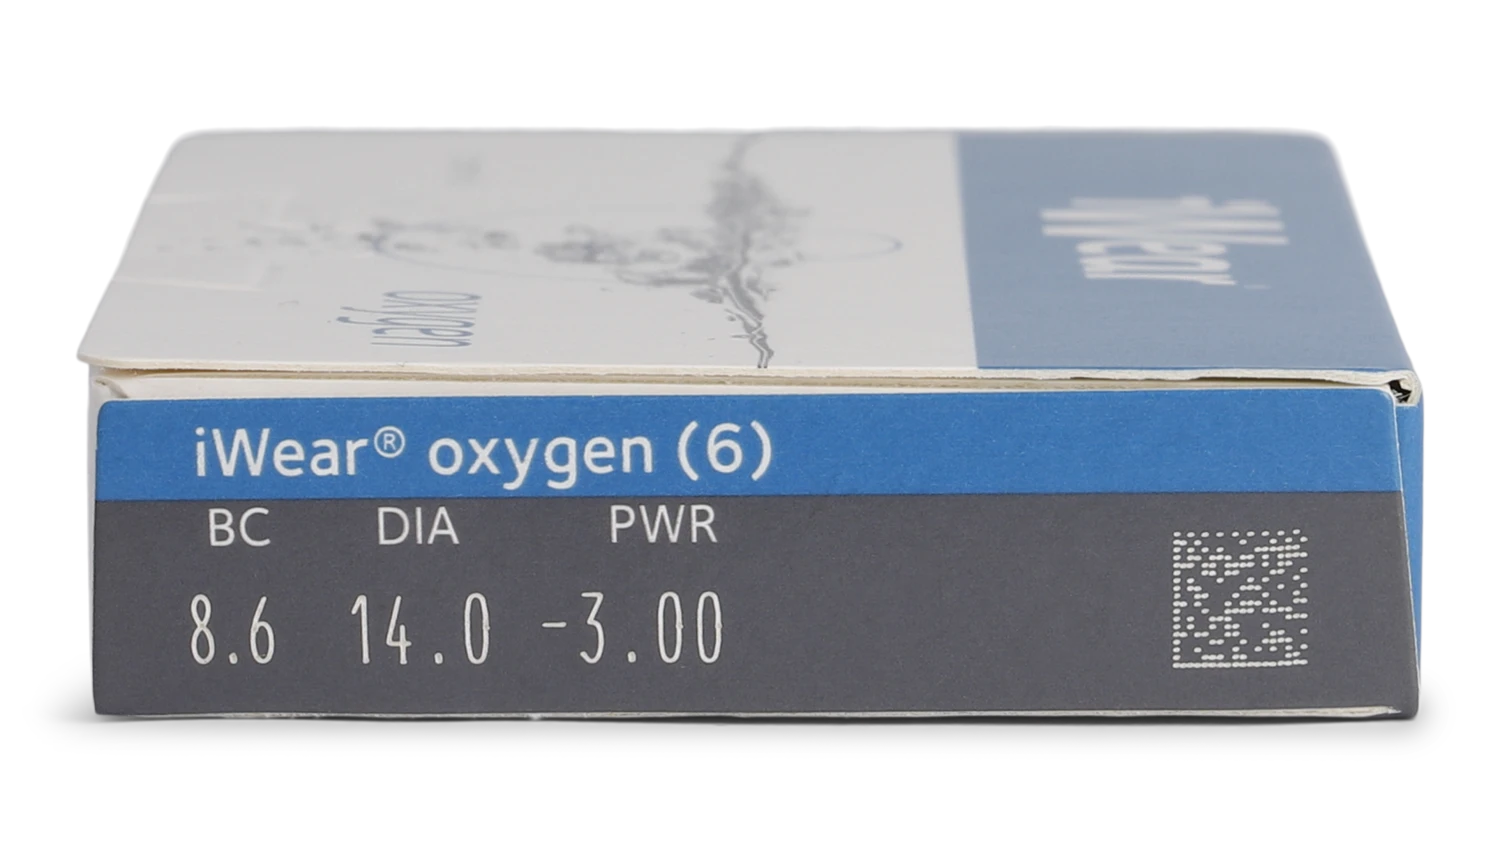 iWear
oxygen
iWear® oxygen (6)
BC DIA PWR
8.6 14.0 -3.00